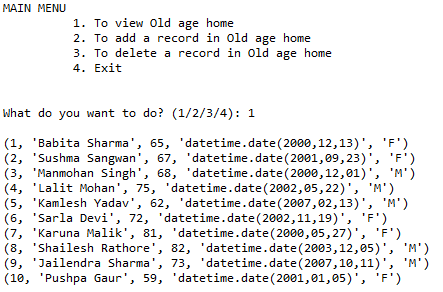 MAIN MENU
1. To view Old age home
2. To add a record in Old age home
3. To delete a record in Old age home
4. Exit
What do you want to do? (1/2/3/4): 1
(1, 'Babita Sharma', 65, 'datetime.date(2000,12,13)', 'F')
(2, 'Sushma Sangwan', 67, 'datetime.date(2001,09,23)', 'F')
(3, 'Manmohan Singh', 68, 'datetime.date(2000,12,01)', 'M')
(4, 'Lalit Mohan', 75, 'datetime.date(2002,05,22)', 'M')
(5, 'Kamlesh Yadav', 62, 'datetime.date(2007,02,13)', 'M')
(6, 'Sarla Devi', 72, 'datetime.date(2002,11,19)', 'F')
(7, 'Karuna Malik', 81, 'datetime.date(2000,05,27)', 'F')
(8, 'Shailesh Rathore', 82, 'datetime.date(2003,12,05)', 'M')
(9, 'Jailendra Sharma', 73, 'datetime.date(2007,10,11)', 'M')
(10, 'Pushpa Gaur', 59, 'datetime.date(2001,01,05)', 'F')